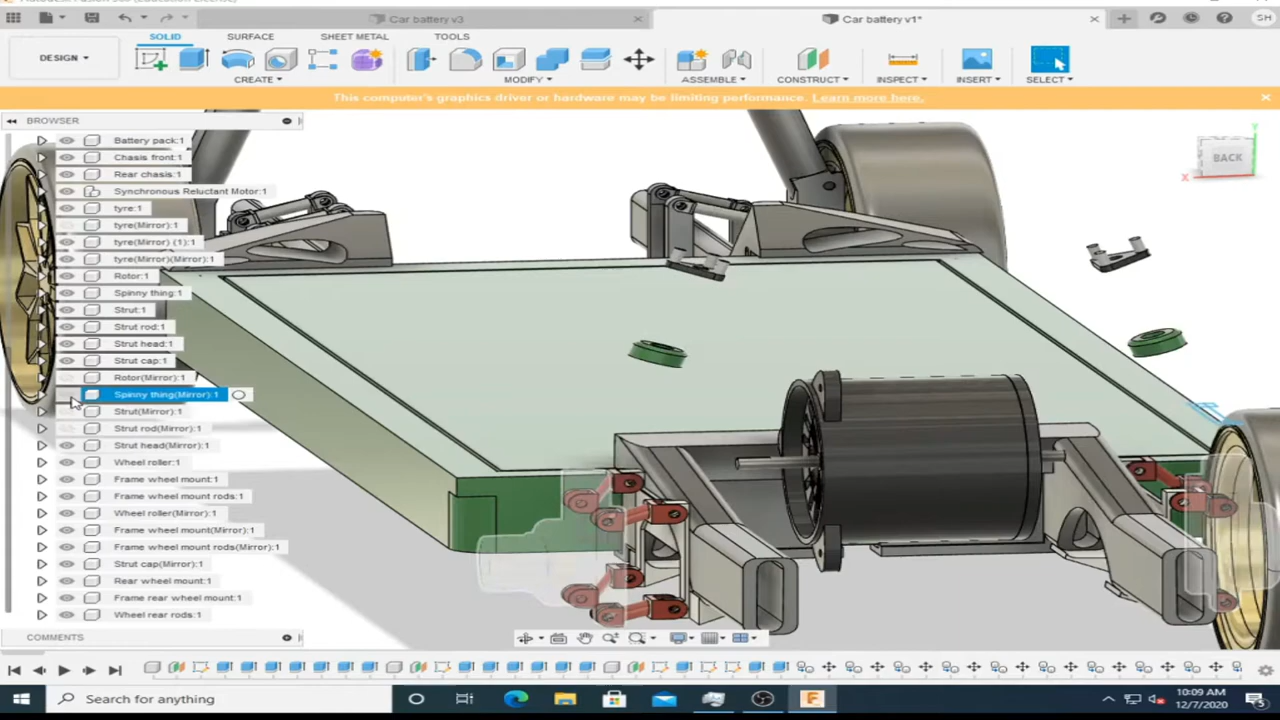 Car battery v3
Car battery v1*
SH
SOLID
SURFACE
SHEET METAL
TOOLS
DESIGN
CREATE
MODIFY
ASSEMBLE
CONSTRUCT
INSPECT
INSERT
SELECT
This computer's graphics driver or hardware may be limiting performance. Learn more here.
BROWSER
Battery pack:1
Chasis front:1
Rear chasis:1
Synchronous Reluctant Motor:1
tyre:1
tyre(Mirror):1
tyre(Mirror) (1):1
tyre(Mirror)(Mirror):1
Rotor:1
Spinny thing:1
Strut:1
Strut rod:1
Strut head:1
Strut cap:1
Rotor(Mirror):1
Spinny thing(Mirror):1
Strut(Mirror):1
Strut rod(Mirror):1
Strut head(Mirror):1
Wheel roller:1
Frame wheel mount:1
Frame wheel mount rods:1
Wheel roller(Mirror):1
Frame wheel mount(Mirror):1
Frame wheel mount rods(Mirror):1
Strut cap(Mirror):1
Rear wheel mount:1
Frame rear wheel mount:1
Wheel rear rods:1
Y
BACK
X
COMMENTS
Search for anything
F
10:09 AM
12/7/2020
5